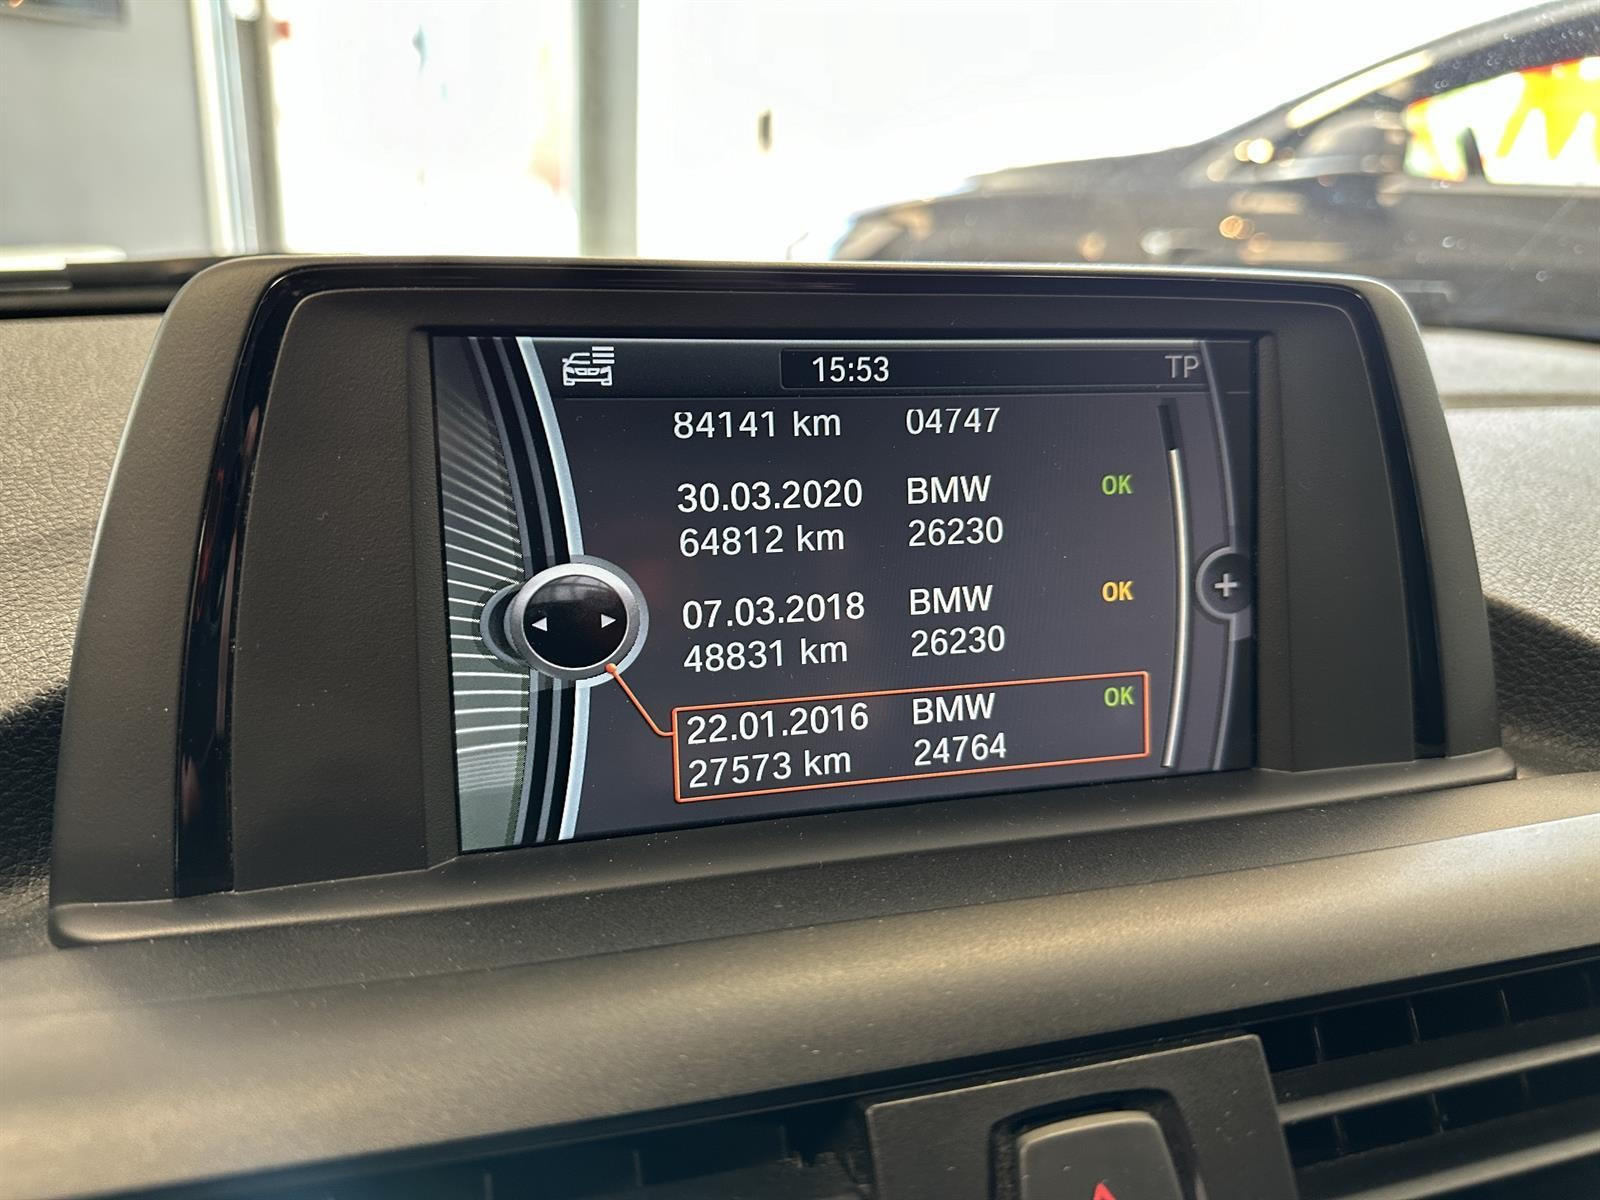 15:53 TP
84141 km 04747
30.03.2020 BMW OK
64812 km 26230
07.03.2018 BMW OK
48831 km 26230
22.01.2016 BMW OK
27573 km 24764